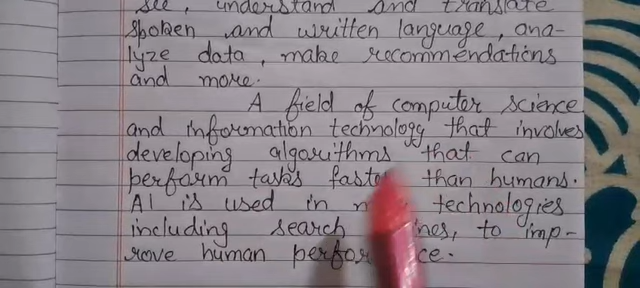 see, understand and translate
spoken and written language, ana-
lyze data, make recommendations
and more.
A field of computer science
and information technology that involves
developing algorithms that can
perform tasks faster than humans.
AI is used in technologies
including search to imp-
rove human performance.